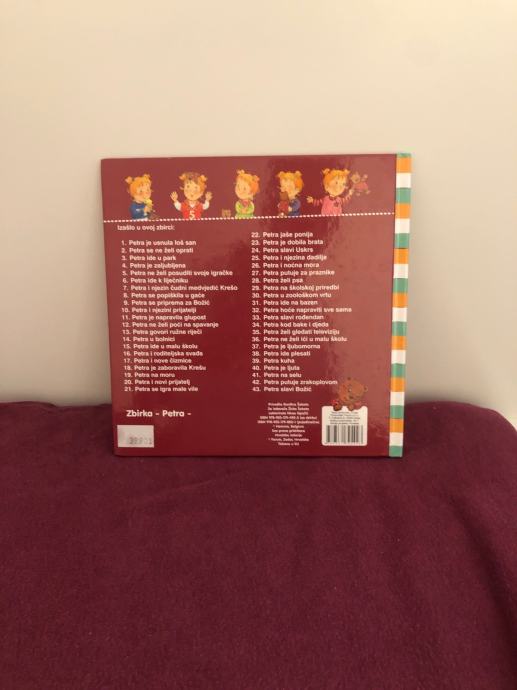 Izašlo u ovoj zbirci:
1. Petra je usnula loš san
2. Petra se ne želi oprati
3. Petra ide u park
4. Petra je zaljubljena
5. Petra ne želi posuditi svoje igračke
6. Petra ide k liječniku
7. Petra i njezin čudni medvjedić Krešo
8. Petra se popiškila u gaće
9. Petra se priprema za Božić
10. Petra i njezini prijatelji
11. Petra je napravila glupost
12. Petra ne želi poći na spavanje
13. Petra govori ružne riječi
14. Petra u bolnici
15. Petra ide u malu školu
16. Petra i roditeljska svađa
17. Petra i nove čizmice
18. Petra je zaboravila Krešu
19. Petra na moru
20. Petra i novi prijatelj
21. Petra se igra male vile
22. Petra jaše ponija
23. Petra je dobila brata
24. Petra slavi Uskrs
25. Petra i njezina dadilja
26. Petra i noćna mora
27. Petra putuje za praznike
28. Petra želi psa
29. Petra na školskoj priredbi
30. Petra u zoološkom vrtu
31. Petra ide na bazen
32. Petra hoće napraviti sve sama
33. Petra slavi rođendan
34. Petra kod bake i djeda
35. Petra želi gledati televiziju
36. Petra ne želi ići u malu školu
37. Petra je ljubomorna
38. Petra ide plesati
39. Petra kuha
40. Petra je ljuta
41. Petra na selu
42. Petra putuje zrakoplovom
43. Petra slavi Božić
Zbirka - Petra -
5